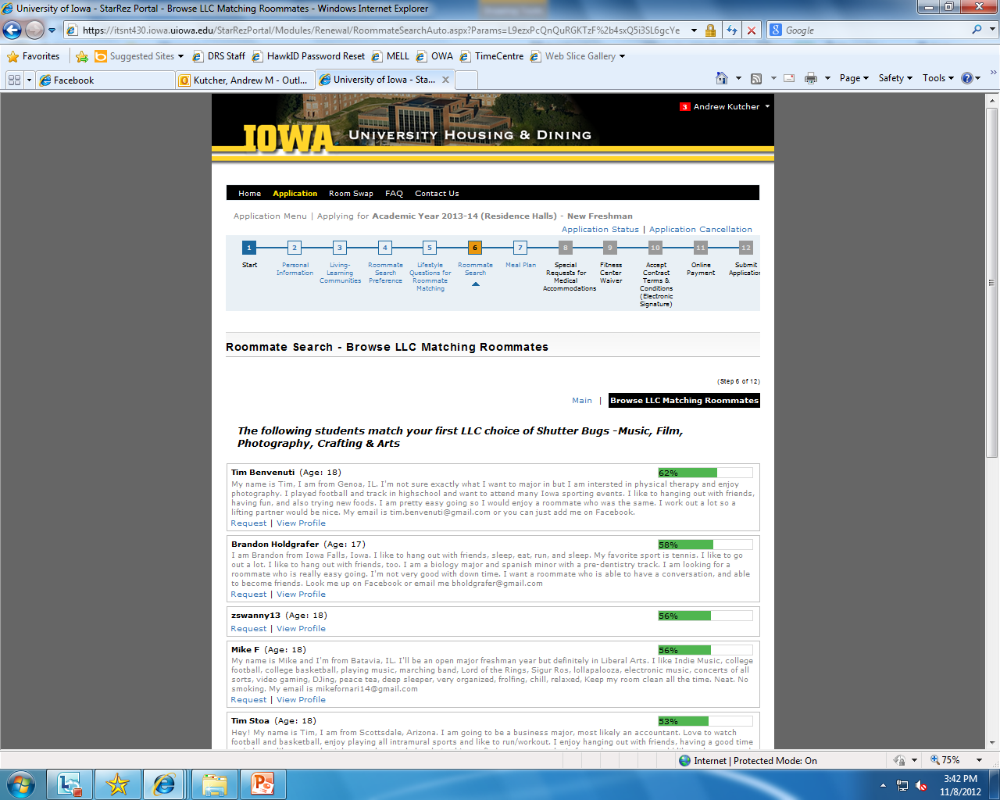 University of Iowa - StarRez Portal - Browse LLC Matching Roommates - Windows Internet Explorer
https://itsnt430.iowa.uiowa.edu/StarRezPortal/Modules/Renewal/RoommateSearchAuto.aspx?Params=L9ezxPcQnQuRGKTzF%2b4sxQ5i3SL6gcYe
Google
Favorites Suggested Sites DRS Staff HawkID Password Reset MELL OWA TimeCentre Web Slice Gallery
Facebook Kutcher, Andrew M - Outl... University of Iowa - Sta... Page Safety Tools
3 Andrew Kutcher
IOWA UNIVERSITY HOUSING & DINING
Home Application Room Swap FAQ Contact Us
Application Menu | Applying for Academic Year 2013-14 (Residence Halls) - New Freshman
Application Status | Application Cancellation
1 2 3 4 5 6 7 8 9 10 11 12
Start
Personal
Information
Living-
Learning
Communities
Roommate
Search
Preference
Lifestyle
Questions for
Roommate
Matching
Roommate
Search
Meal Plan
Special
Requests for
Medical
Accommodations
Fitness
Center
Waiver
Accept
Contract
Terms &
Conditions
(Electronic
Signature)
Online
Payment
Submit
Application
Roommate Search - Browse LLC Matching Roommates
(Step 6 of 12)
Main | Browse LLC Matching Roommates
The following students match your first LLC choice of Shutter Bugs -Music, Film,
Photography, Crafting & Arts
Tim Benvenuti (Age: 18) 62%
My name is Tim, I am from Genoa, IL. I'm not sure exactly what I want to major in but I am intersted in physical therapy and enjoy
photography. I played football and track in highschool and want to attend many Iowa sporting events. I like to hanging out with friends,
having fun, and also trying new foods. I am pretty easy going so I would enjoy a roommate who was the same. I work out a lot so a
lifting partner would be nice. My email is tim.benvenuti@gmail.com or you can just add me on Facebook.
Request | View Profile
Brandon Holdgrafer (Age: 17) 58%
I am Brandon from Iowa Falls, Iowa. I like to hang out with friends, sleep, eat, run, and sleep. My favorite sport is tennis. I like to go
out a lot. I like to hang out with friends, too. I am a biology major and spanish minor with a pre-dentistry track. I am looking for a
roommate who is really easy going. I'm not very good with down time. I want a roommate who is able to have a conversation, and able
to become friends. Look me up on Facebook or email me bholdgrafer@gmail.com
Request | View Profile
zswanny13 (Age: 18) 56%
Request | View Profile
Mike F (Age: 18) 56%
My name is Mike and I'm from Batavia, IL. I'll be an open major freshman year but definitely in Liberal Arts. I like Indie Music, college
football, college basketball, playing music, marching band, Lord of the Rings, Sigur Ros, lollapalooza, electronic music, concerts of all
sorts, video gaming, DJing, peace tea, deep sleeper, very organized, frolfing, chill, relaxed, Keep my room clean all the time. Neat. No
smoking. My email is mikefornari14@gmail.com
Request | View Profile
Tim Stoa (Age: 18) 53%
Hey! My name is Tim, I am from Scottsdale, Arizona. I am going to be a business major, most likely an accountant. Love to watch
football and basketball, enjoy playing all intramural sports and like to run/workout. I enjoy hanging out with friends, having a good time
Internet | Protected Mode: On 75%
3:42 PM
11/8/2012